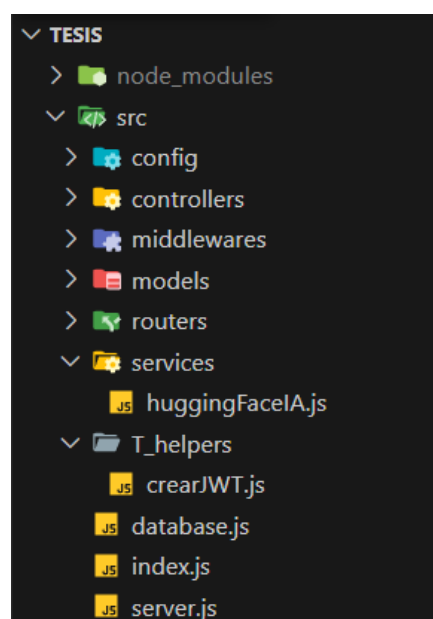 TESIS
node_modules
src
config
controllers
middlewares
models
routers
services
JS huggingFaceIA.js
T_helpers
JS crearJWT.js
JS database.js
JS index.js
JS server.js